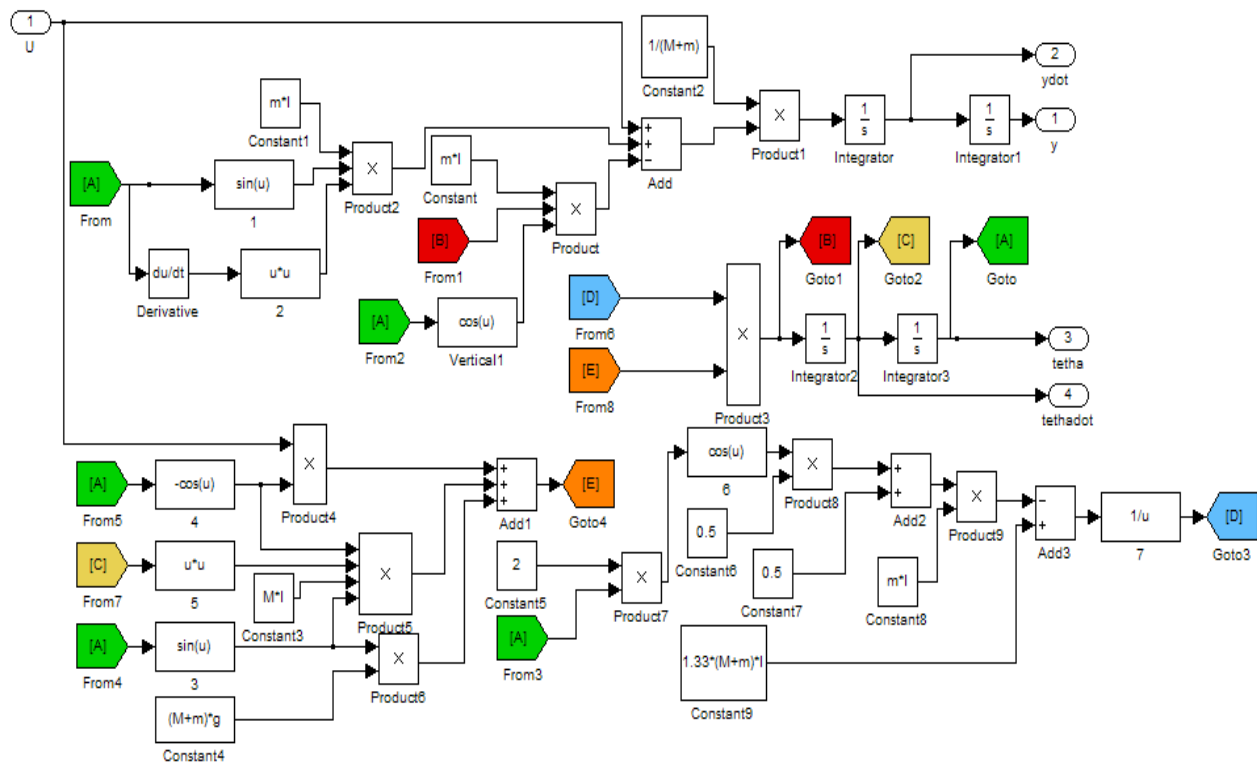 1
U
1/(M+m)
Constant2
2
ydot
m*l
Constant1
+
+
−
Add
X
Product1
1
s
Integrator
1
s
Integrator1
1
y
[A]
From
sin(u)
1
X
Product2
m*l
Constant
X
Product
[B]
From1
du/dt
Derivative
u*u
2
[A]
From2
cos(u)
Vertical1
[B]
Goto1
[C]
Goto2
[A]
Goto
[D]
From6
[E]
From8
X
Product3
1
s
Integrator2
1
s
Integrator3
3
tetha
4
tethadot
X
Product4
[A]
From5
-cos(u)
4
+
+
+
Add1
[E]
Goto4
cos(u)
6
X
Product8
+
+
Add2
X
Product9
−
+
Add3
1/u
7
[D]
Goto3
[C]
From7
u*u
5
M*l
Constant3
X
Product5
2
Constant5
X
Product7
0.5
Constant6
0.5
Constant7
m*l
Constant8
[A]
From4
sin(u)
3
X
Product6
[A]
From3
1.33*(M+m)*l
Constant9
(M+m)*g
Constant4